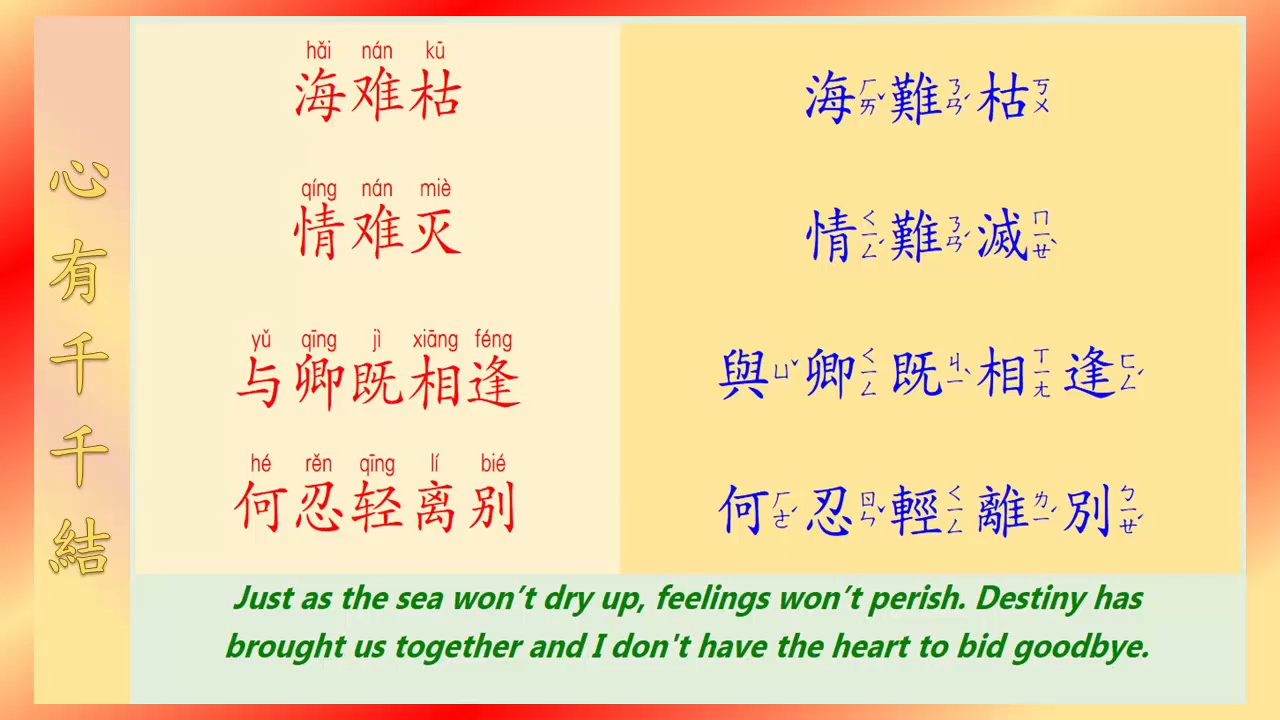 心有千千結
hǎi nán kū
海难枯
qíng nán miè
情难灭
yǔ qīng jì xiāng féng
与卿既相逢
hé rěn qīng lí bié
何忍轻离别
海ㄏㄞˇ難ㄋㄢˊ枯ㄎㄨ
情ㄑㄧㄥˊ難ㄋㄢˊ滅ㄇㄧㄝˋ
與ㄩˇ卿ㄑㄧㄥ既ㄐㄧˋ相ㄒㄧㄤ逢ㄈㄥˊ
何ㄏㄜˊ忍ㄖㄣˇ輕ㄑㄧㄥ離ㄌㄧˊ別ㄅㄧㄝˊ
Just as the sea won’t dry up, feelings won’t perish. Destiny has
brought us together and I don't have the heart to bid goodbye.